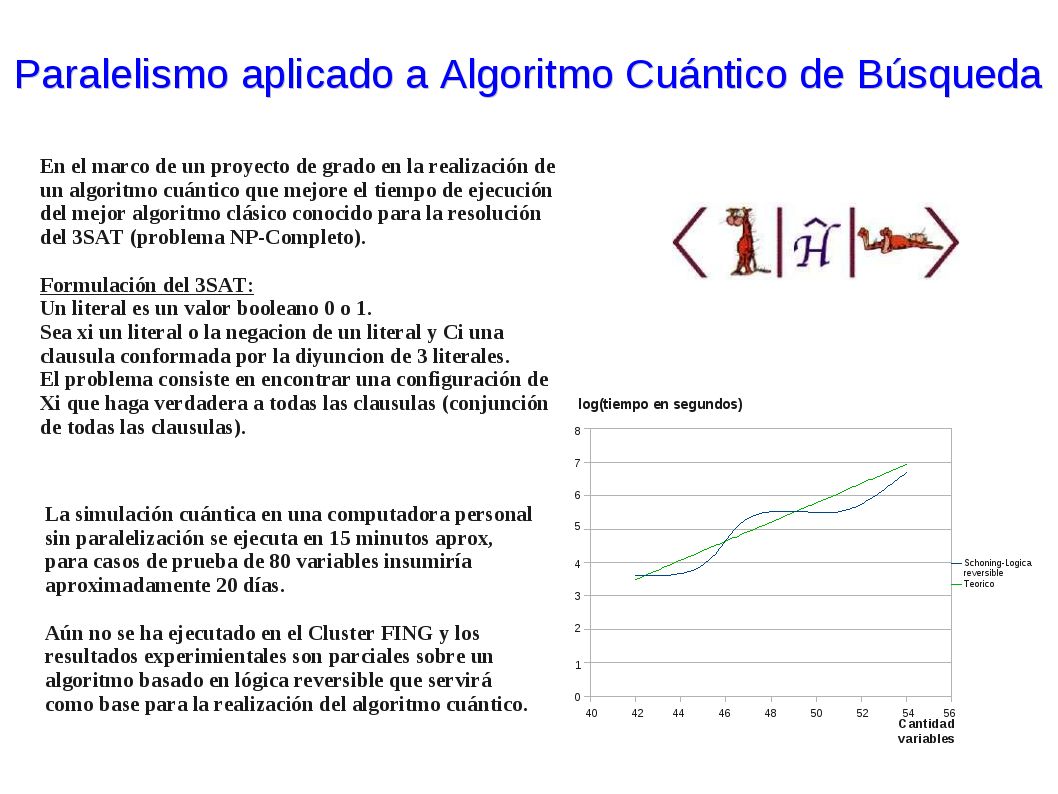 Paralelismo aplicado a Algoritmo Cuántico de Búsqueda
En el marco de un proyecto de grado en la realización de
un algoritmo cuántico que mejore el tiempo de ejecución
del mejor algoritmo clásico conocido para la resolución
del 3SAT (problema NP-Completo).
Formulación del 3SAT:
Un literal es un valor booleano 0 o 1.
Sea xi un literal o la negacion de un literal y Ci una
clausula conformada por la diyuncion de 3 literales.
El problema consiste en encontrar una configuración de
Xi que haga verdadera a todas las clausulas (conjunción
de todas las clausulas).
La simulación cuántica en una computadora personal
sin paralelización se ejecuta en 15 minutos aprox,
para casos de prueba de 80 variables insumiría
aproximadamente 20 días.
Aún no se ha ejecutado en el Cluster FING y los
resultados experimientales son parciales sobre un
algoritmo basado en lógica reversible que servirá
como base para la realización del algoritmo cuántico.
Ĥ
log(tiempo en segundos)
8
7
6
5
4
3
2
1
0
40 42 44 46 48 50 52 54 56
Cantidad
variables
Schoning-Logica
reversible
Teorico